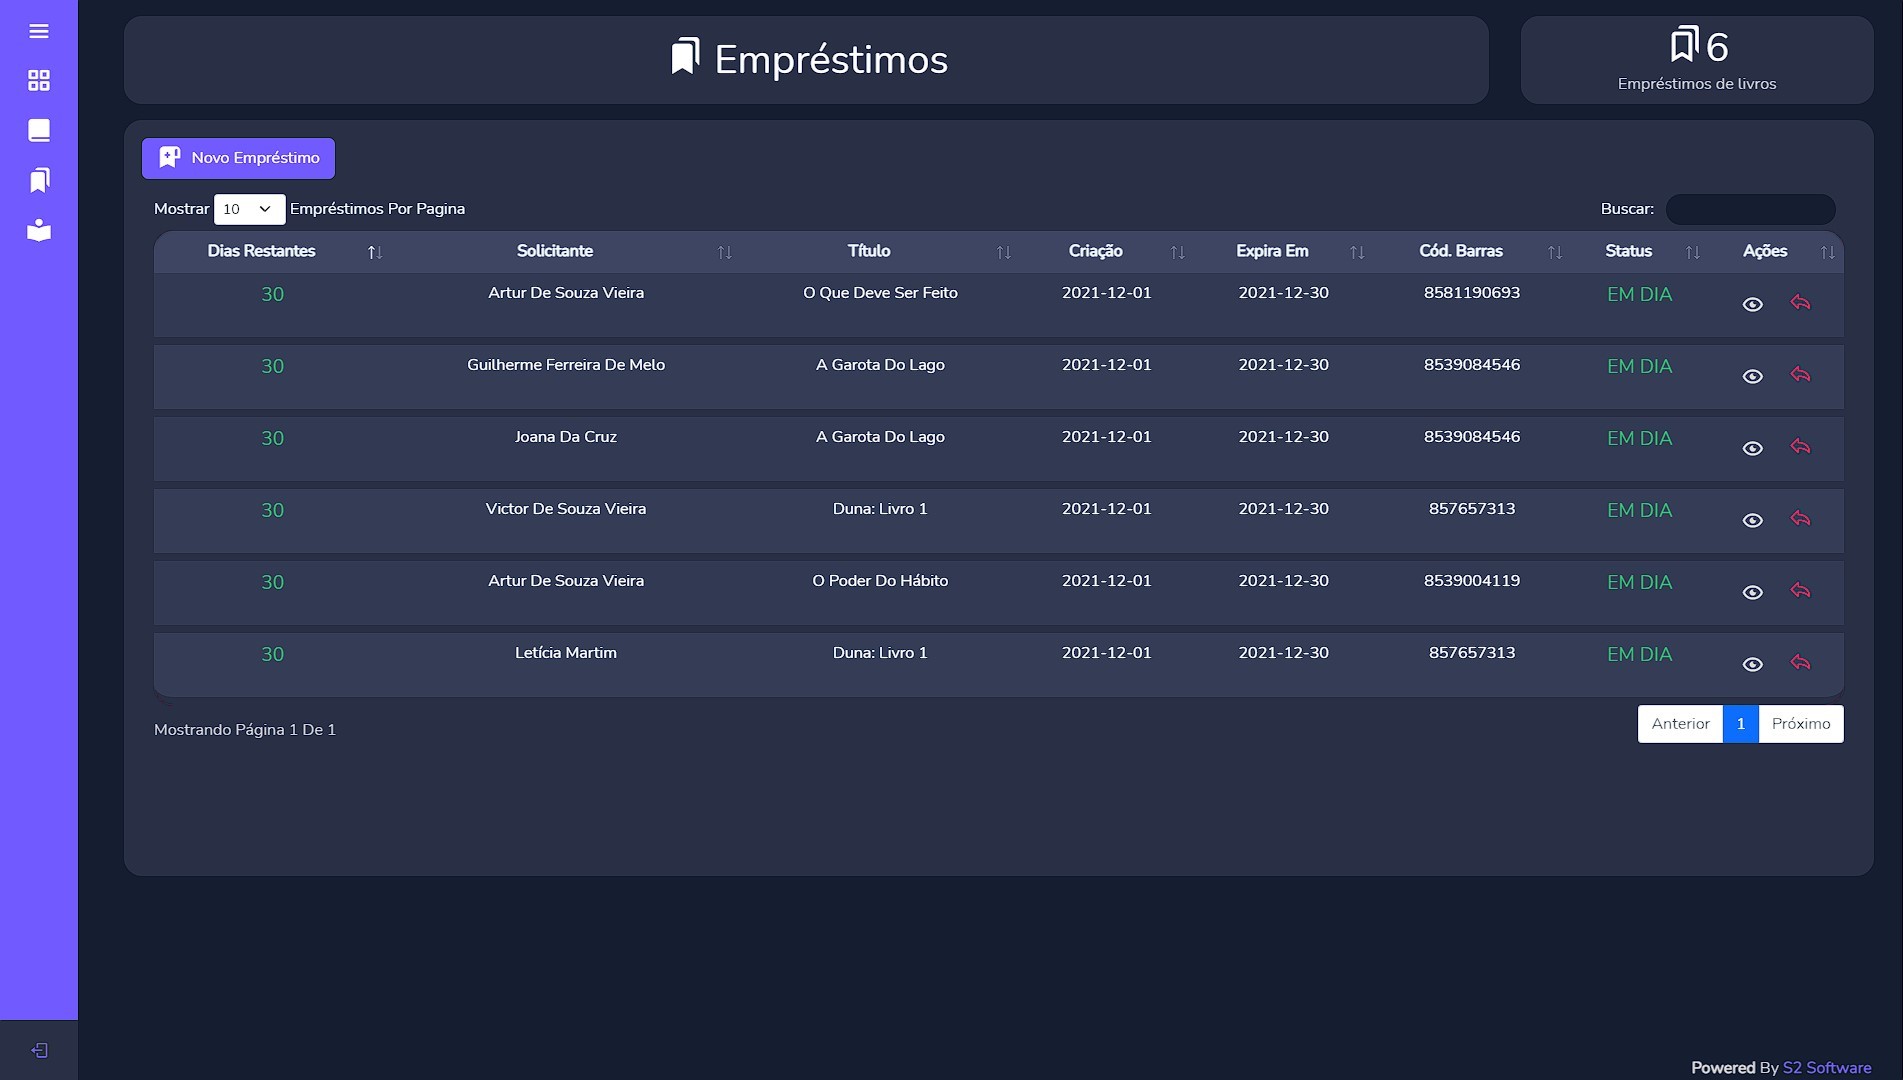 Empréstimos
6
Empréstimos de livros
Novo Empréstimo
Mostrar 10 Empréstimos Por Pagina
Buscar:
Dias Restantes Solicitante Título Criação Expira Em Cód. Barras Status Ações
30 Artur De Souza Vieira O Que Deve Ser Feito 2021-12-01 2021-12-30 8581190693 EM DIA
30 Guilherme Ferreira De Melo A Garota Do Lago 2021-12-01 2021-12-30 8539084546 EM DIA
30 Joana Da Cruz A Garota Do Lago 2021-12-01 2021-12-30 8539084546 EM DIA
30 Victor De Souza Vieira Duna: Livro 1 2021-12-01 2021-12-30 857657313 EM DIA
30 Artur De Souza Vieira O Poder Do Hábito 2021-12-01 2021-12-30 8539004119 EM DIA
30 Letícia Martim Duna: Livro 1 2021-12-01 2021-12-30 857657313 EM DIA
Mostrando Página 1 De 1
Anterior 1 Próximo
Powered By S2 Software